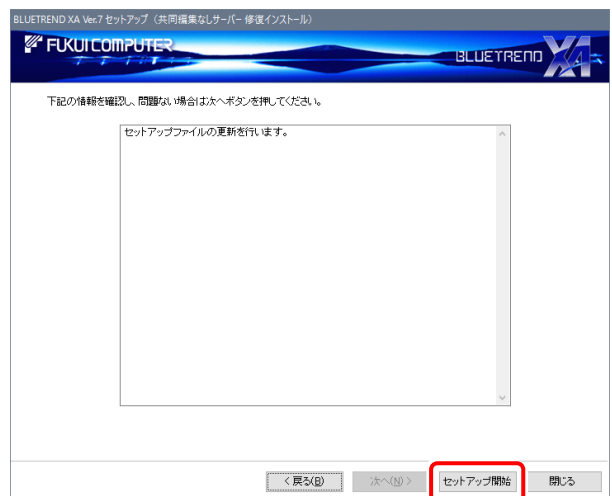 BLUETREND XA Ver.7 セットアップ（共同編集なしサーバー 修復インストール）
FUKUI COMPUTER
BLUETREND XA
下記の情報を確認し、問題ない場合は次へボタンを押してください。
セットアップファイルの更新を行います。
< 戻る(B)
次へ(N) >
セットアップ開始
閉じる